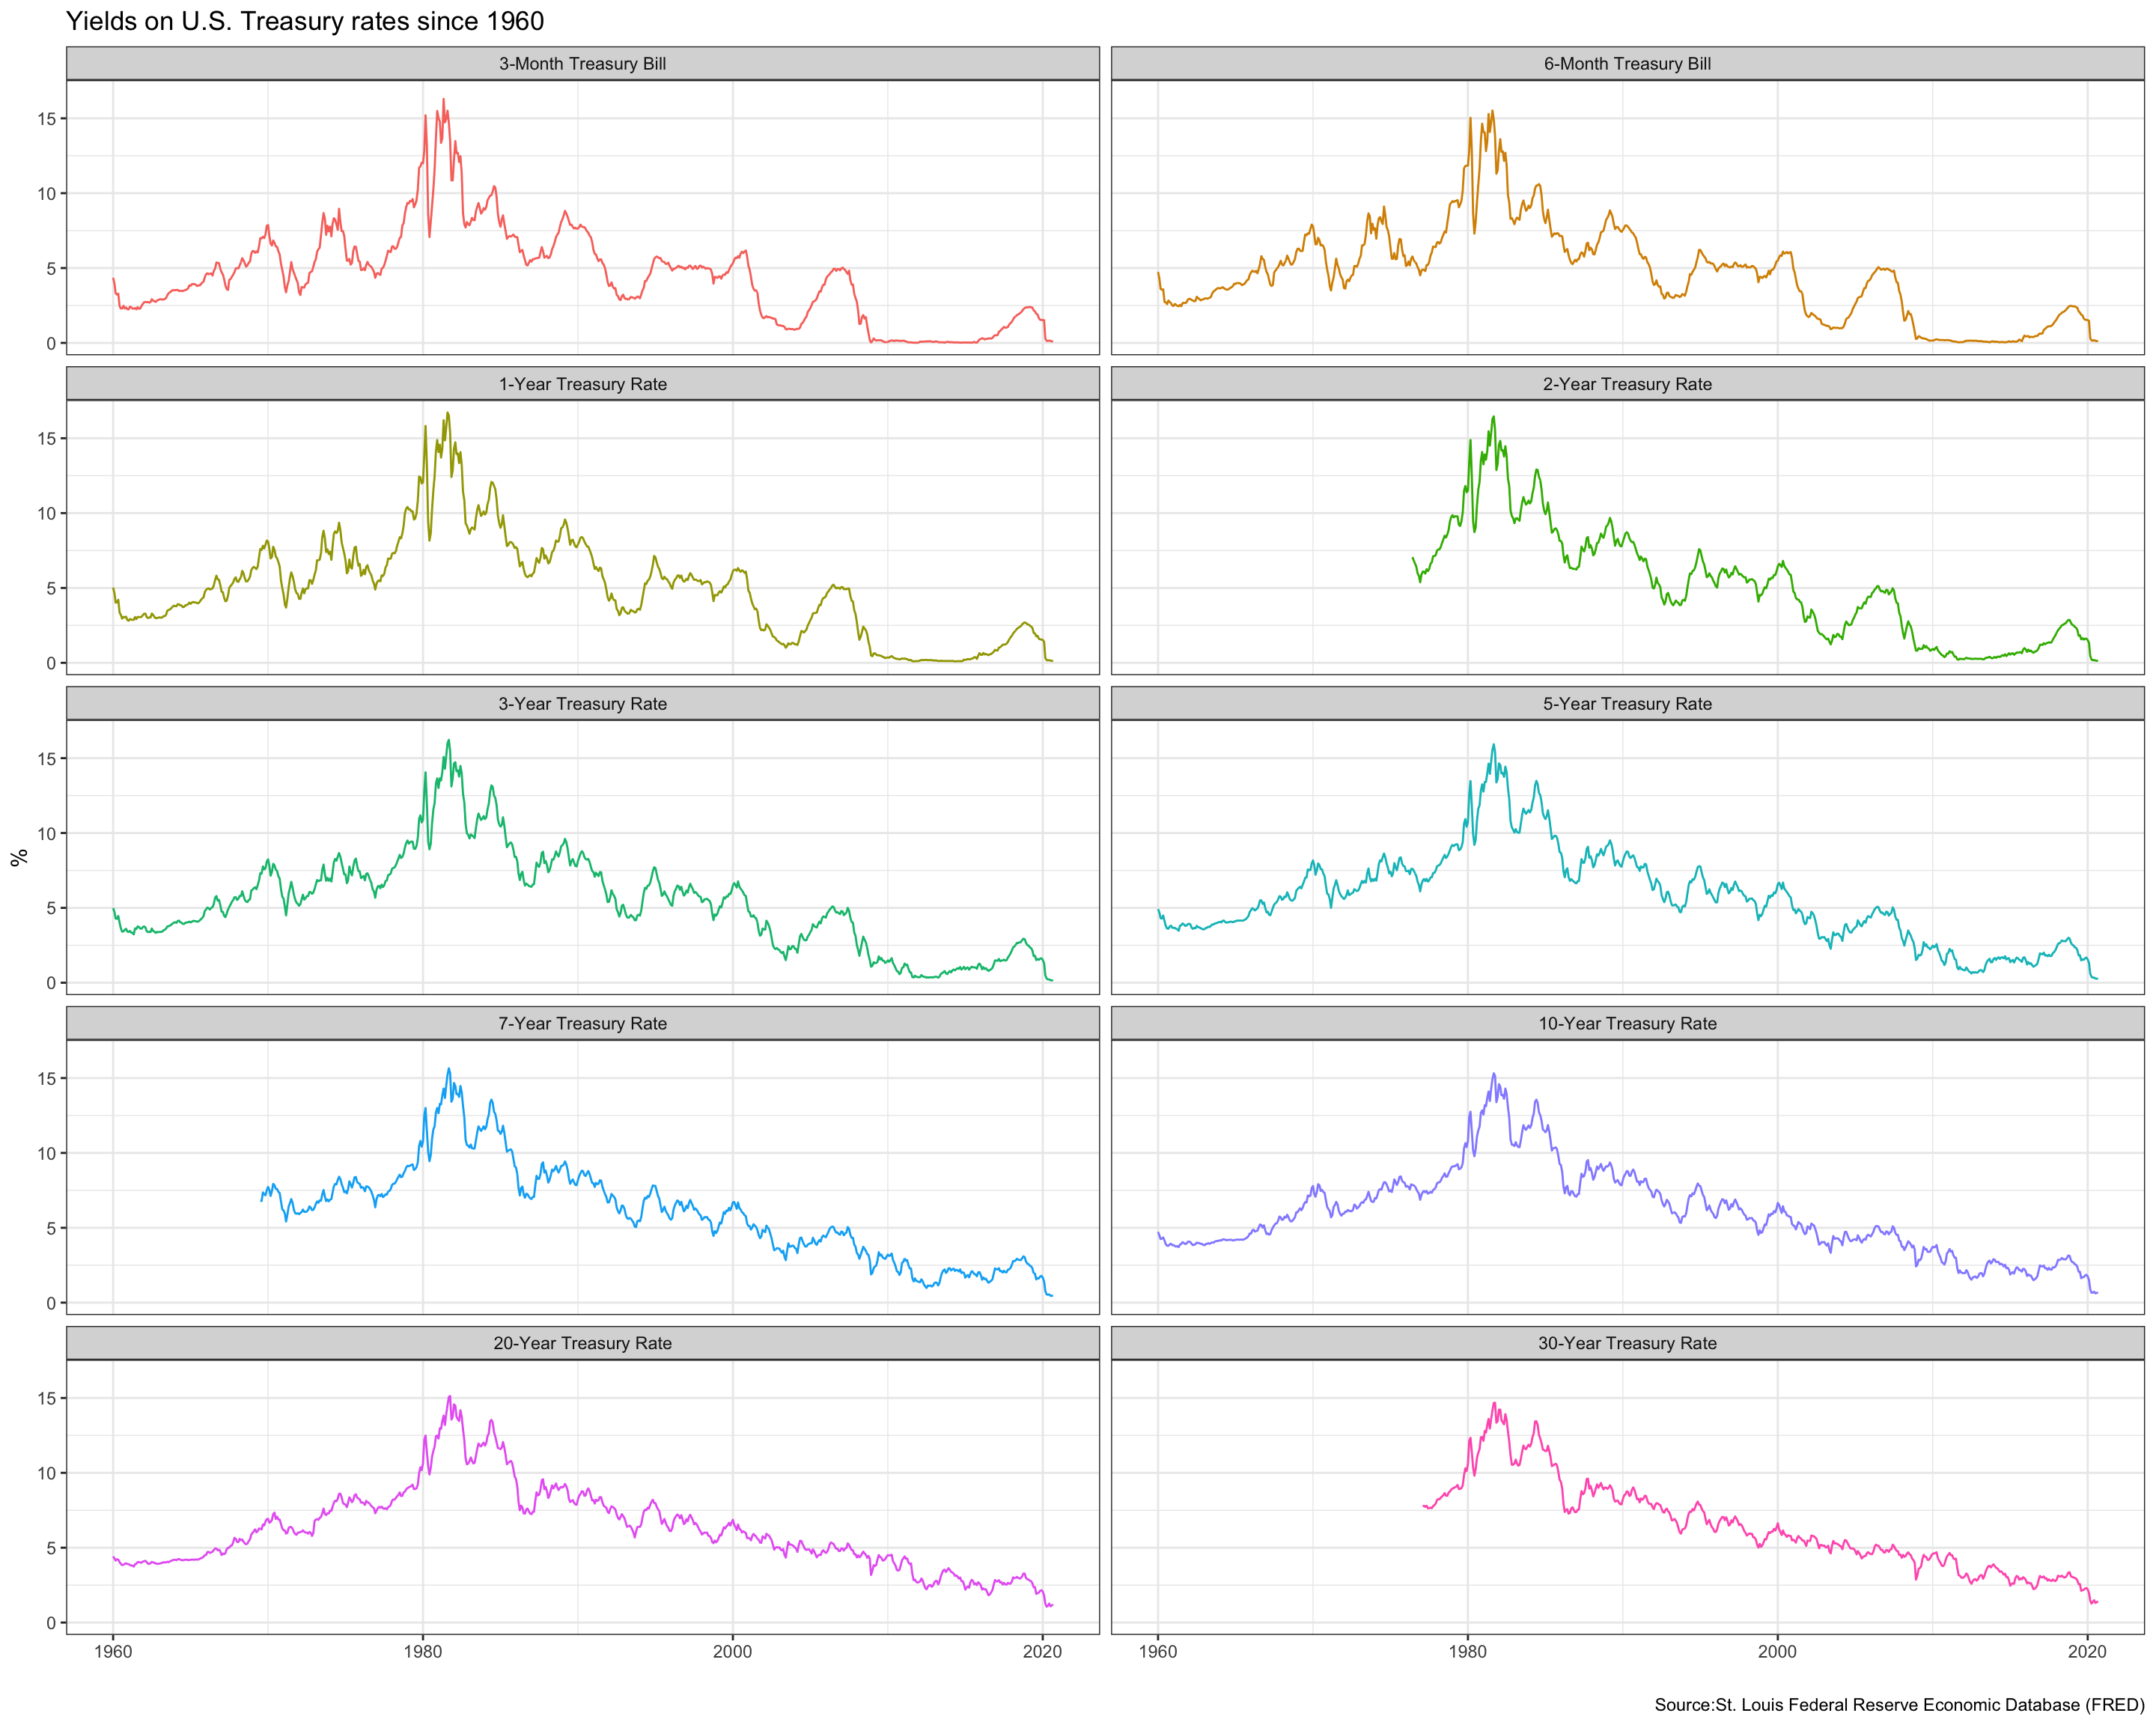 Yields on U.S. Treasury rates since 1960
3-Month Treasury Bill
6-Month Treasury Bill
15
10
5
0
1-Year Treasury Rate
2-Year Treasury Rate
15
10
5
0
3-Year Treasury Rate
5-Year Treasury Rate
15
10
5
0
%
7-Year Treasury Rate
10-Year Treasury Rate
15
10
5
0
20-Year Treasury Rate
30-Year Treasury Rate
15
10
5
0
1960 1980 2000 2020
1960 1980 2000 2020
Source:St. Louis Federal Reserve Economic Database (FRED)